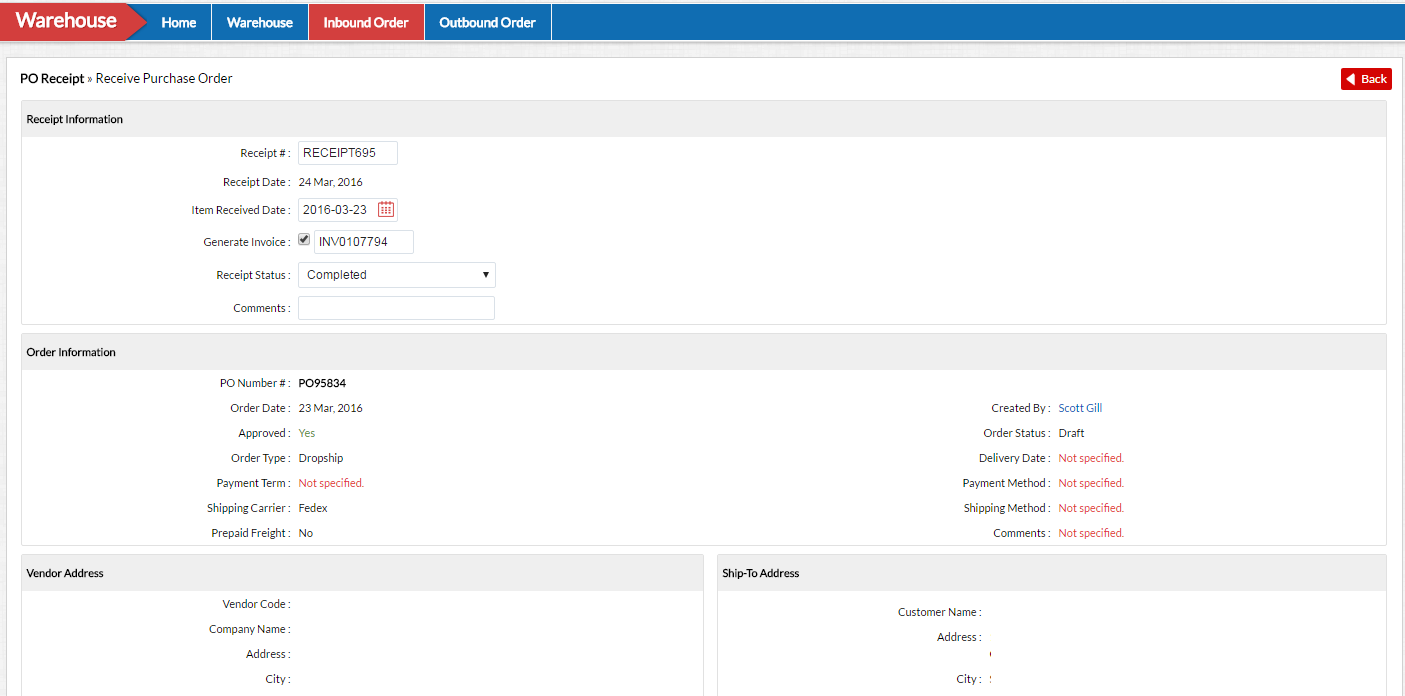 Warehouse Home Warehouse Inbound Order Outbound Order
PO Receipt » Receive Purchase Order Back
Receipt Information
Receipt # : RECEIPT695
Receipt Date : 24 Mar, 2016
Item Received Date : 2016-03-23
Generate Invoice : INV0107794
Receipt Status : Completed
Comments :
Order Information
PO Number # : PO95834
Order Date : 23 Mar, 2016 Created By : Scott Gill
Approved : Yes Order Status : Draft
Order Type : Dropship Delivery Date : Not specified.
Payment Term : Not specified. Payment Method : Not specified.
Shipping Carrier : Fedex Shipping Method : Not specified.
Prepaid Freight : No Comments : Not specified.
Vendor Address
Vendor Code :
Company Name :
Address :
City :
Ship-To Address
Customer Name :
Address :
City :